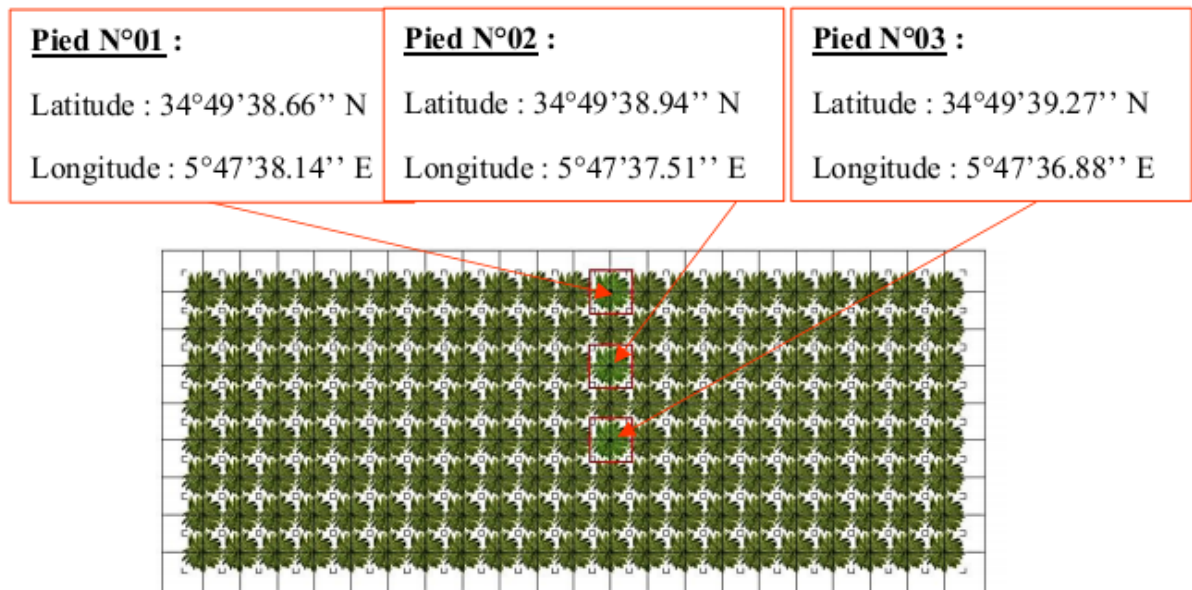 Pied N°01 :
Latitude : 34°49’38.66’’ N
Longitude : 5°47’38.14’’ E
Pied N°02 :
Latitude : 34°49’38.94’’ N
Longitude : 5°47’37.51’’ E
Pied N°03 :
Latitude : 34°49’39.27’’ N
Longitude : 5°47’36.88’’ E